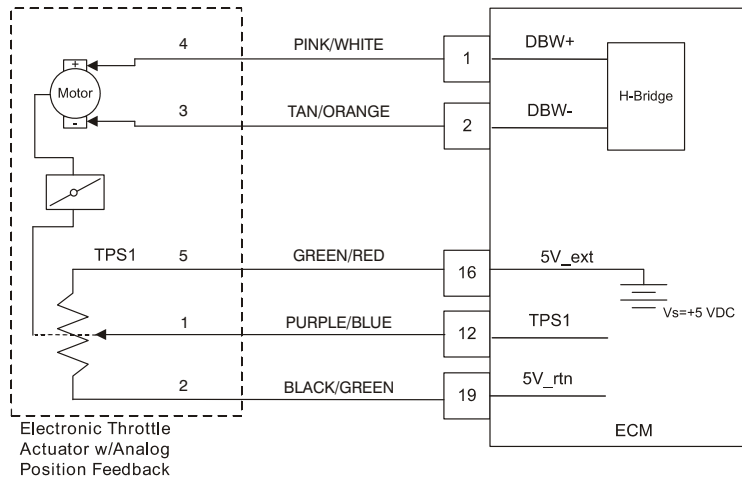 4 PINK/WHITE 1 DBW+
+
Motor
-
H-Bridge
3 TAN/ORANGE 2 DBW-
TPS1 5 GREEN/RED 16 5V_ext
Vs=+5 VDC
1 PURPLE/BLUE 12 TPS1
2 BLACK/GREEN 19 5V_rtn
ECM
Electronic Throttle
Actuator w/Analog
Position Feedback